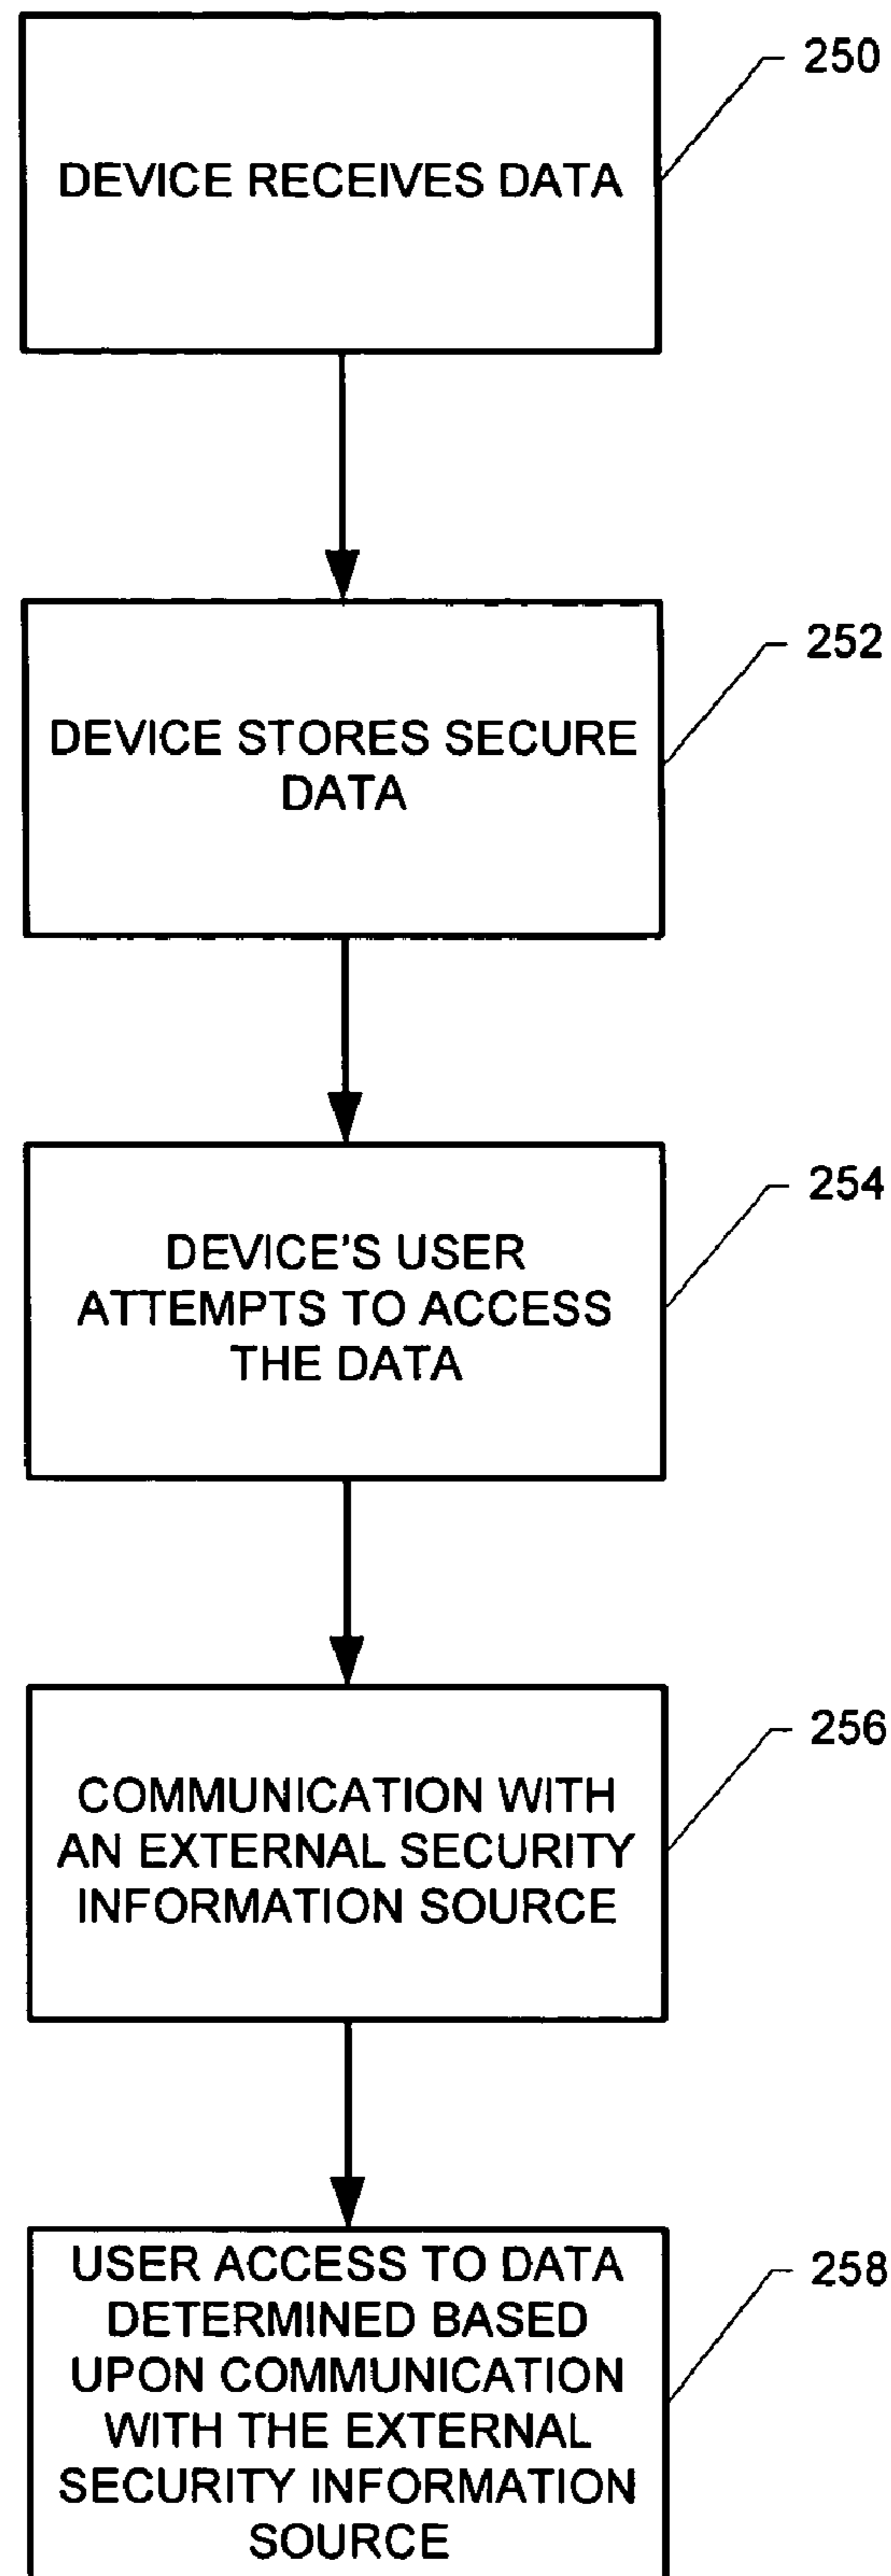 250
DEVICE RECEIVES DATA
252
DEVICE STORES SECURE
DATA
254
DEVICE'S USER
ATTEMPTS TO ACCESS
THE DATA
256
COMMUNICATION WITH
AN EXTERNAL SECURITY
INFORMATION SOURCE
258
USER ACCESS TO DATA
DETERMINED BASED
UPON COMMUNICATION
WITH THE EXTERNAL
SECURITY INFORMATION
SOURCE